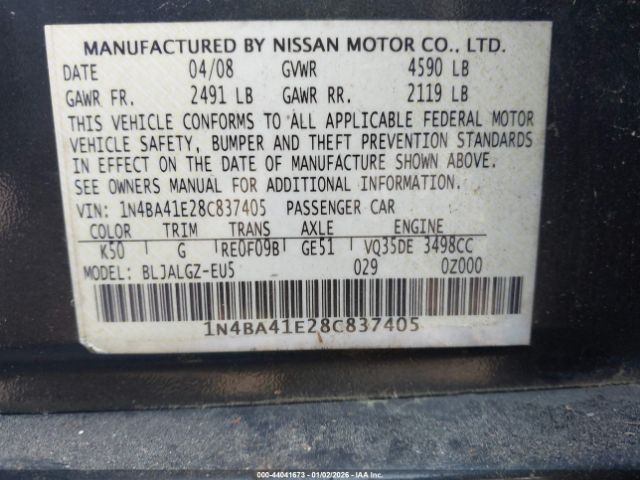 MANUFACTURED BY NISSAN MOTOR CO., LTD.
DATE 04/08 GVWR 4590 LB
GAWR FR. 2491 LB GAWR RR. 2119 LB
THIS VEHICLE CONFORMS TO ALL APPLICABLE FEDERAL MOTOR
VEHICLE SAFETY, BUMPER AND THEFT PREVENTION STANDARDS
IN EFFECT ON THE DATE OF MANUFACTURE SHOWN ABOVE.
SEE OWNERS MANUAL FOR ADDITIONAL INFORMATION.
VIN: 1N4BA41E28C837405 PASSENGER CAR
COLOR TRIM TRANS AXLE ENGINE
K50 G RE0F09B GE51 VQ35DE 3498CC
MODEL: BLJALGZ-EU5 029 0Z000
1N4BA41E28C837405
000-44041673 - 01/02/2026 - IAAI.COM